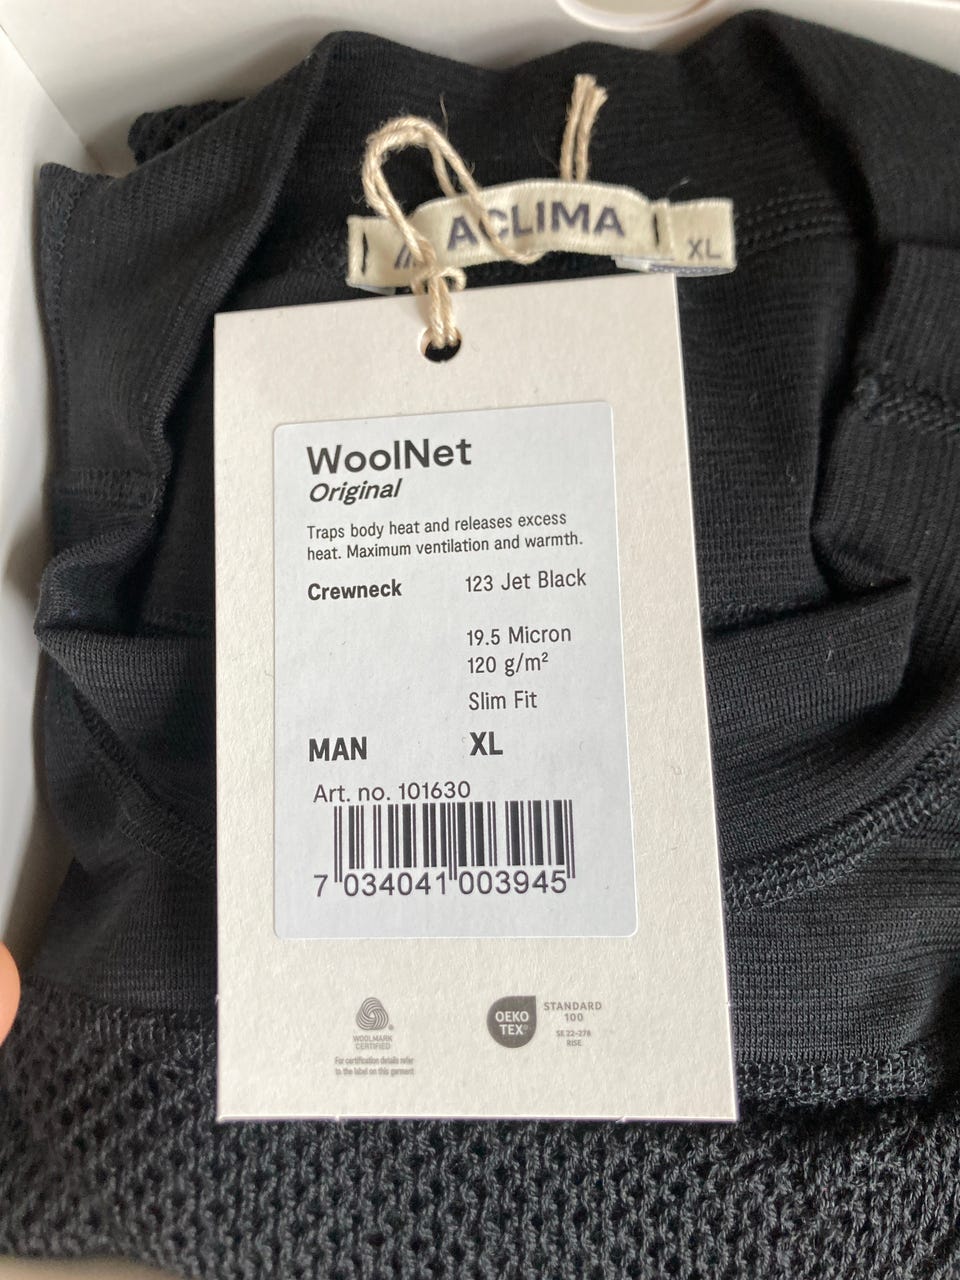 ACLIMA
XL
WoolNet
Original
Traps body heat and releases excess
heat. Maximum ventilation and warmth.
Crewneck 123 Jet Black
19.5 Micron
120 g/m²
Slim Fit
MAN XL
Art. no. 101630
7 034041 003945
WOOLMARK
CERTIFIED
For certification details refer
to the label on this garment
OEKO
TEX®
STANDARD
100
SE 22-276
RISE